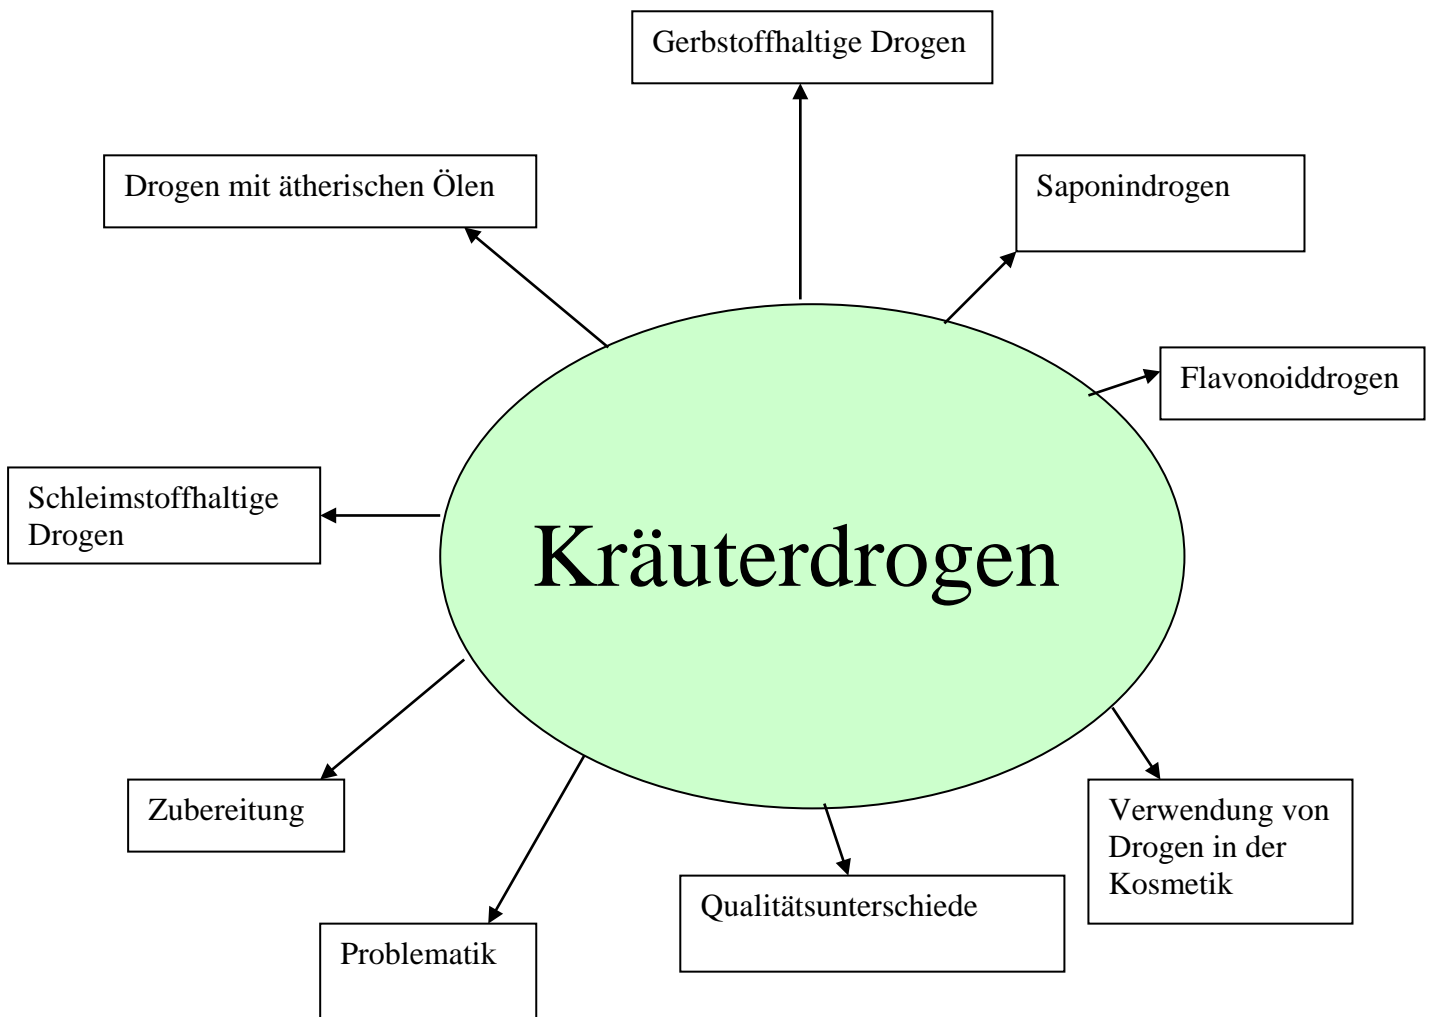 Gerbstoffhaltige Drogen
Drogen mit ätherischen Ölen
Saponindrogen
Flavonoiddrogen
Schleimstoffhaltige
Drogen
Kräuterdrogen
Zubereitung
Verwendung von
Drogen in der
Kosmetik
Qualitätsunterschiede
Problematik